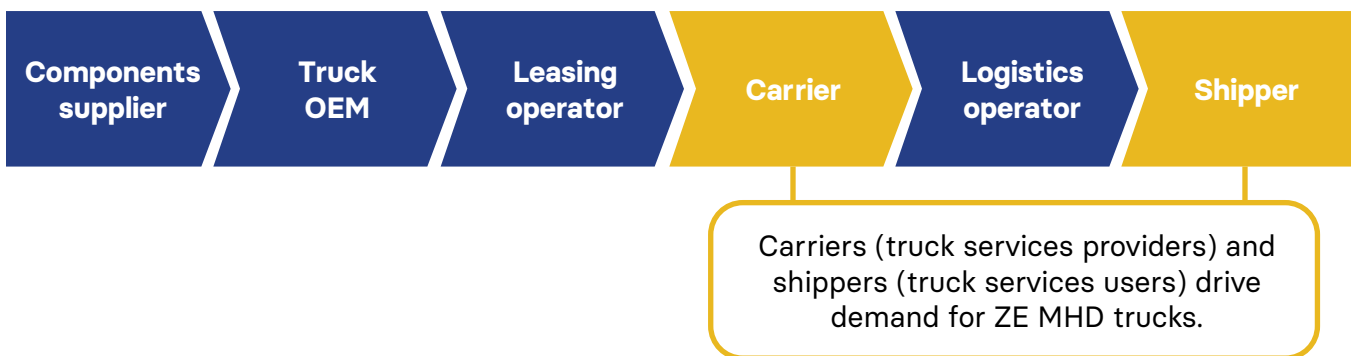 Components
supplier
Truck
OEM
Leasing
operator
Carrier
Logistics
operator
Shipper
Carriers (truck services providers) and
shippers (truck services users) drive
demand for ZE MHD trucks.